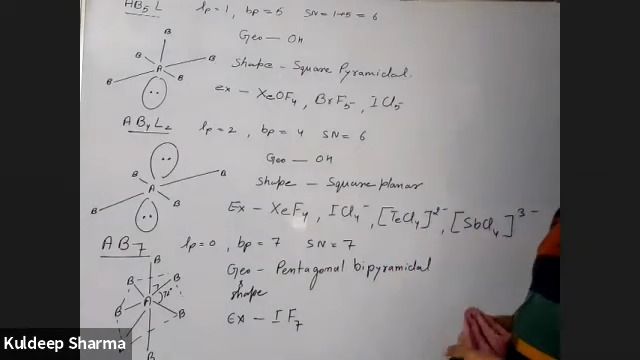 AB5L lp=1, bp=5 SN=1+5=6
Geo — Oh
Shape - Square Pyramidal.
ex - XeOF4, BrF5, ICl5
AB4L2 lp=2, bp=4 SN=6
Geo — Oh
Shape - Square planar
Ex - XeF4, ICl4⁻, [TeCl4]²⁻, [SbCl4]³⁻
AB7 lp=0, bp=7 SN=7
Geo - Pentagonal bipyramidal
shape
Ex - IF7
B
B
B
B
B
A
B
B
A
B
B
B
B
B
B
B
B
B
A
72°
Kuldeep Sharma